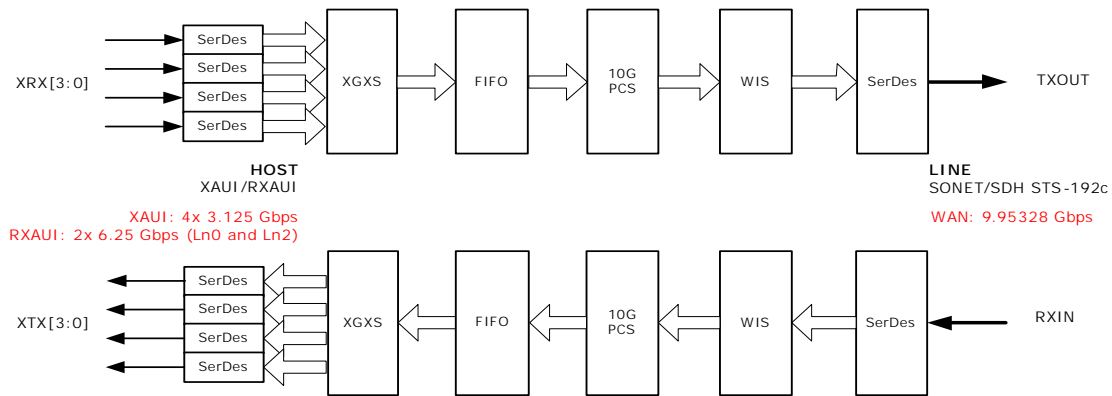 SerDes
SerDes
SerDes
SerDes
XRX[3:0]
XGXS
FIFO
10G
PCS
WIS
SerDes
TXOUT
HOST
XAUI/RXAUI
XAUI: 4x 3.125 Gbps
RXAUI: 2x 6.25 Gbps (Ln0 and Ln2)
LINE
SONET/SDH STS-192c
WAN: 9.95328 Gbps
SerDes
SerDes
SerDes
SerDes
XTX[3:0]
XGXS
FIFO
10G
PCS
WIS
SerDes
RXIN